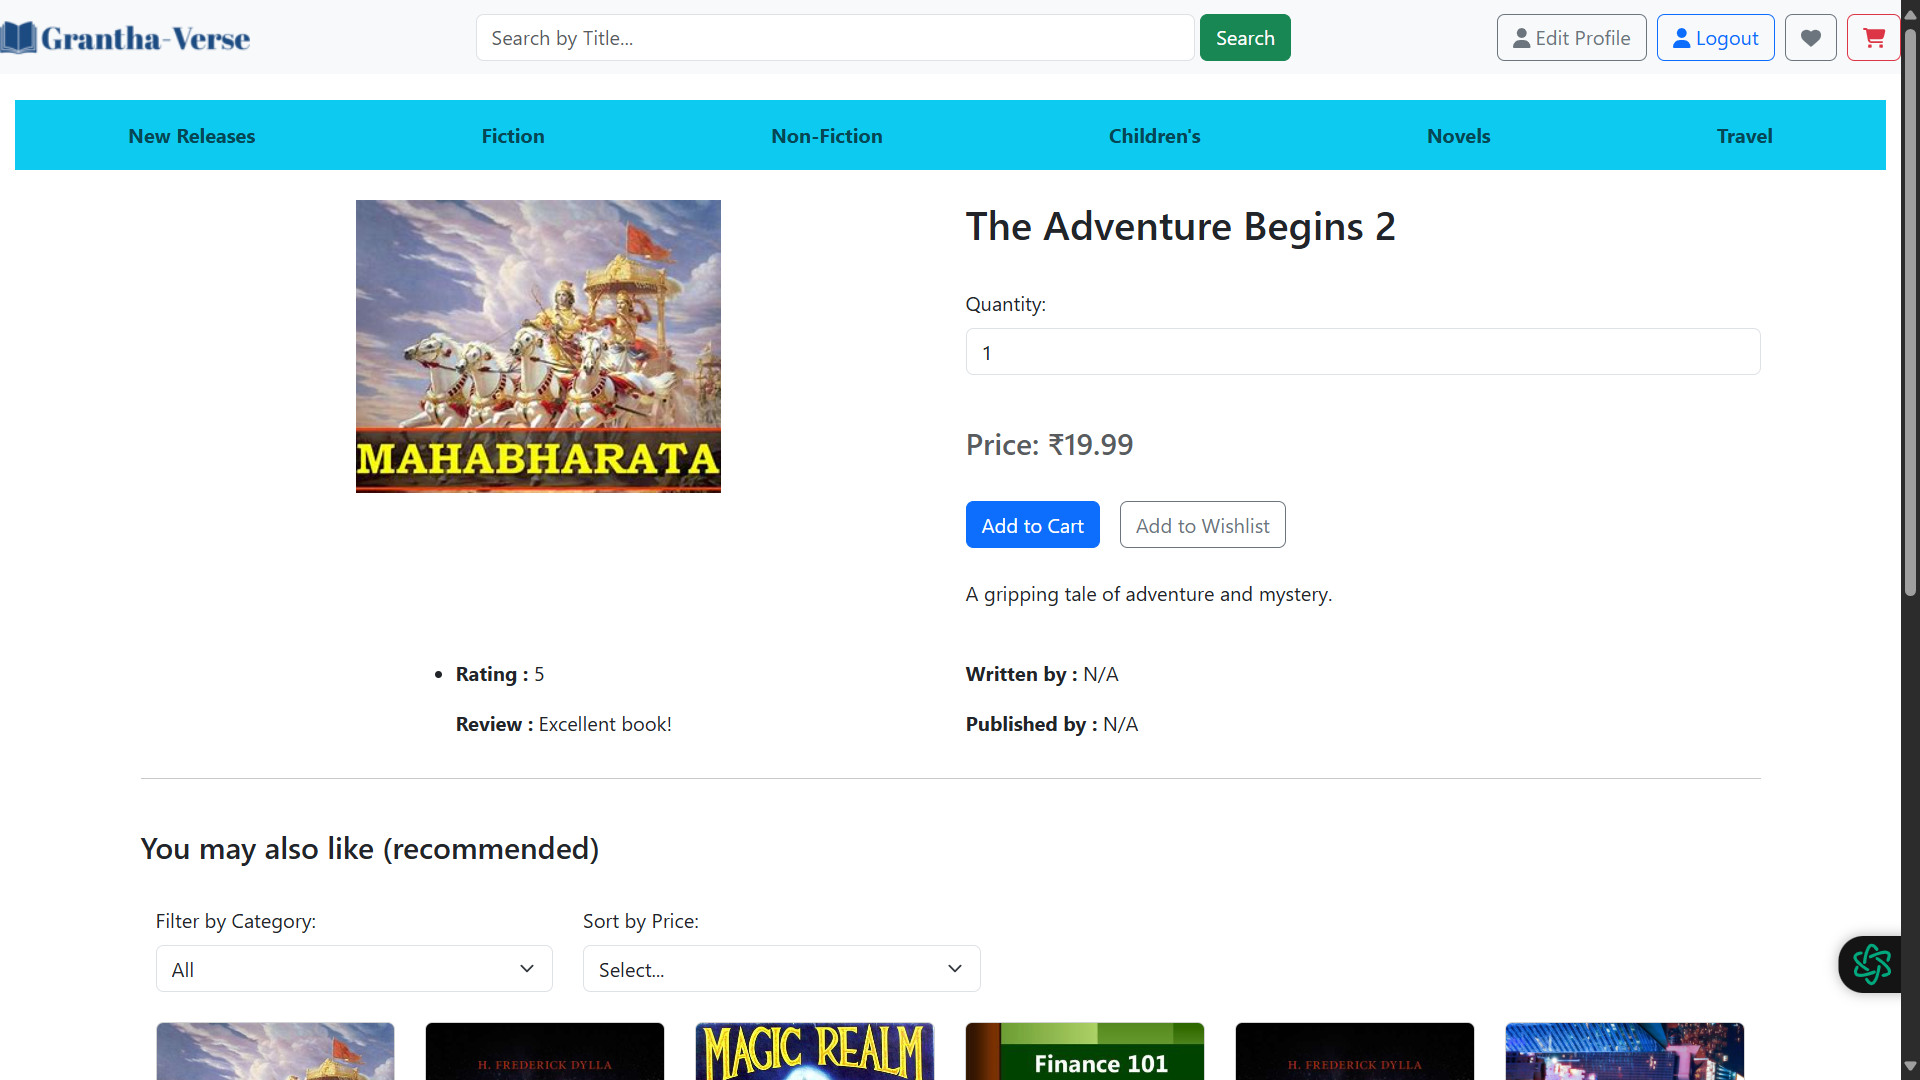 Grantha-Verse
Search by Title...
Search
Edit Profile
Logout
New Releases
Fiction
Non-Fiction
Children's
Novels
Travel
MAHABHARATA
The Adventure Begins 2
Quantity:
1
Price: ₹19.99
Add to Cart
Add to Wishlist
A gripping tale of adventure and mystery.
Rating : 5
Review : Excellent book!
Written by : N/A
Published by : N/A
You may also like (recommended)
Filter by Category:
All
Sort by Price:
Select...
H. FREDERICK DYLLA
MAGIC REALM
Finance 101
H. FREDERICK DYLLA